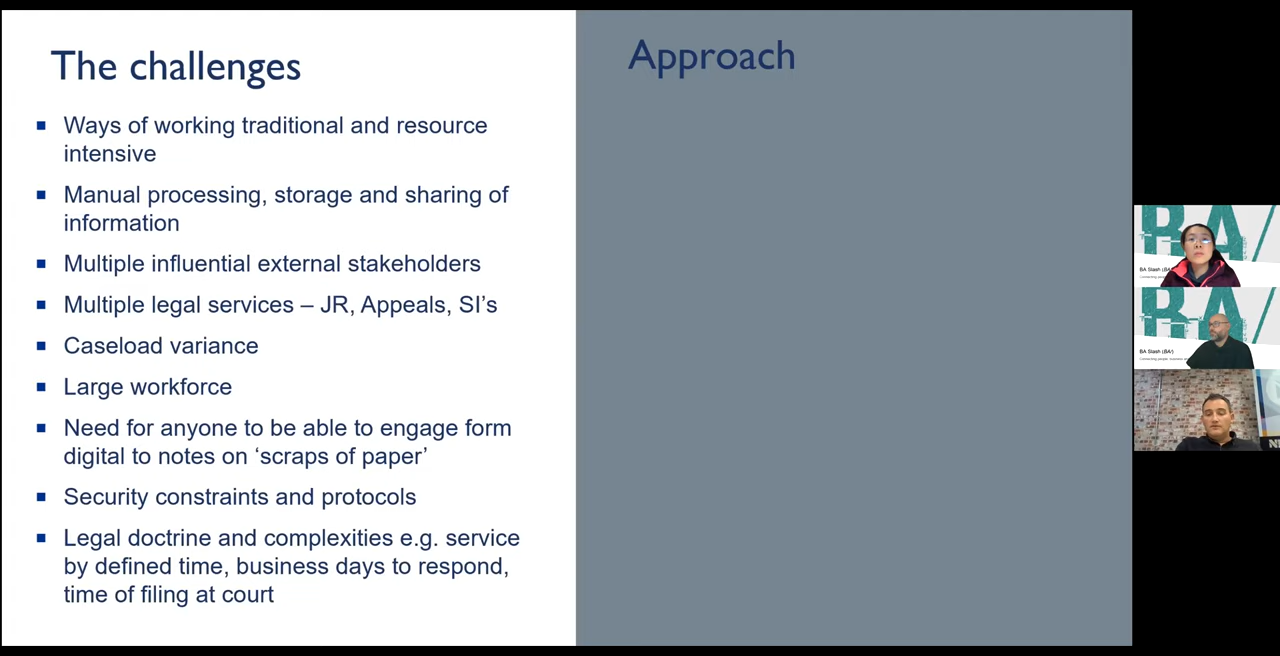 The challenges
Ways of working traditional and resource
intensive
Manual processing, storage and sharing of
information
Multiple influential external stakeholders
Multiple legal services – JR, Appeals, SI’s
Caseload variance
Large workforce
Need for anyone to be able to engage form
digital to notes on ‘scraps of paper’
Security constraints and protocols
Legal doctrine and complexities e.g. service
by defined time, business days to respond,
time of filing at court
Approach
BA/
BA Slash (BA/)
BA/
BA Slash (BA/)